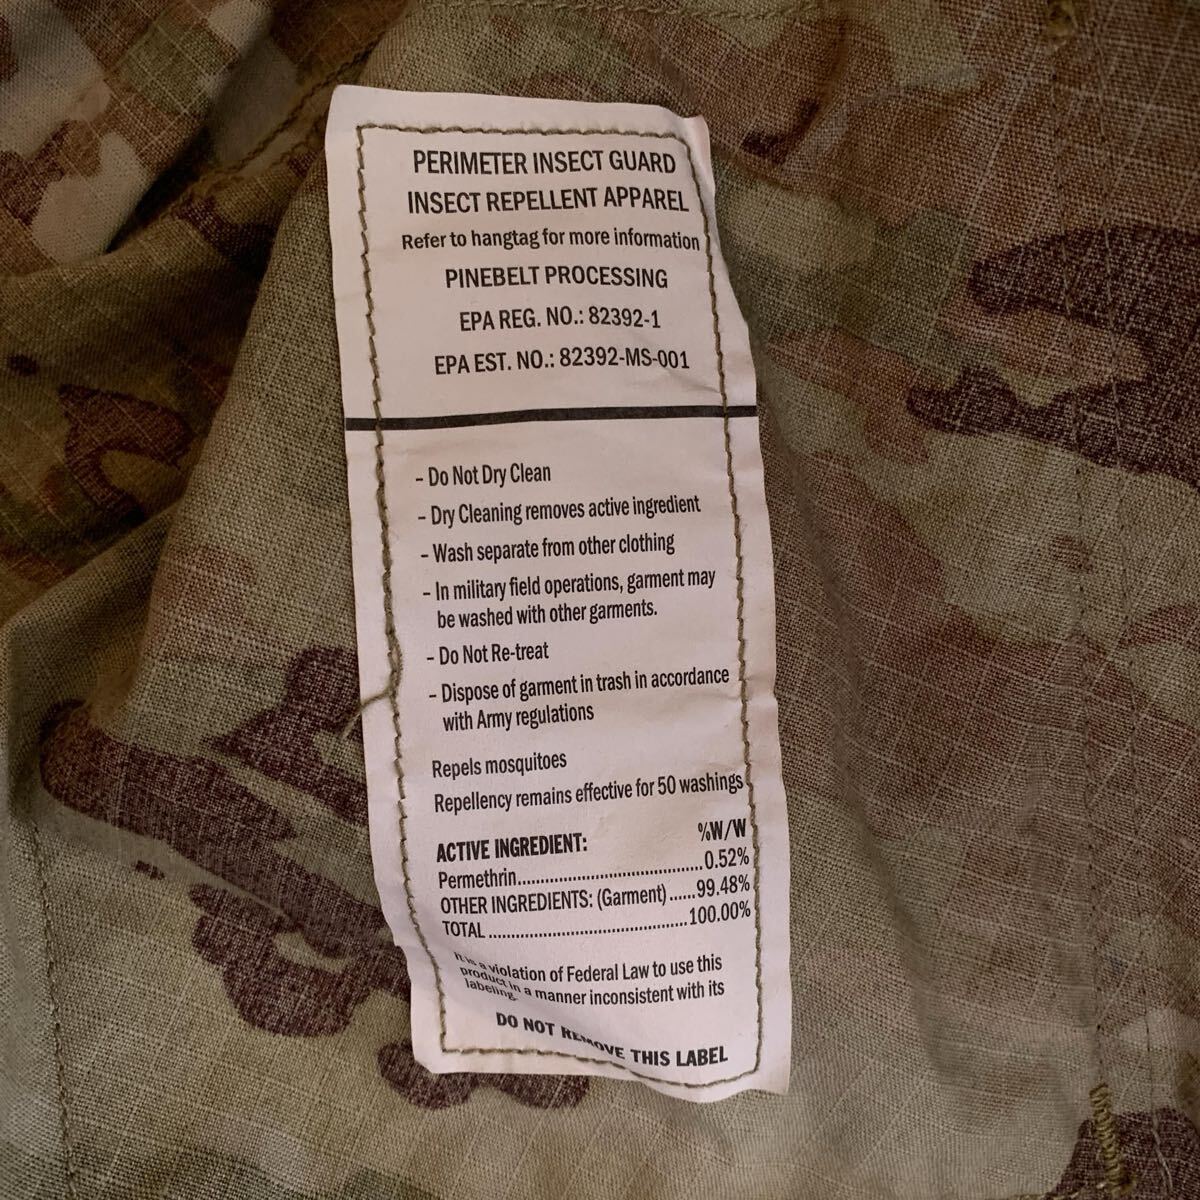 PERIMETER INSECT GUARD
INSECT REPELLENT APPAREL
Refer to hangtag for more information
PINEBELT PROCESSING
EPA REG. NO.: 82392-1
EPA EST. NO.: 82392-MS-001
- Do Not Dry Clean
- Dry Cleaning removes active ingredient
- Wash separate from other clothing
- In military field operations, garment may
be washed with other garments.
- Do Not Re-treat
- Dispose of garment in trash in accordance
with Army regulations
Repels mosquitoes
Repellency remains effective for 50 washings
ACTIVE INGREDIENT: %W/W
Permethrin......................................0.52%
OTHER INGREDIENTS: (Garment)......99.48%
TOTAL..........................................100.00%
It is a violation of Federal Law to use this
product in a manner inconsistent with its
labeling.
DO NOT REMOVE THIS LABEL